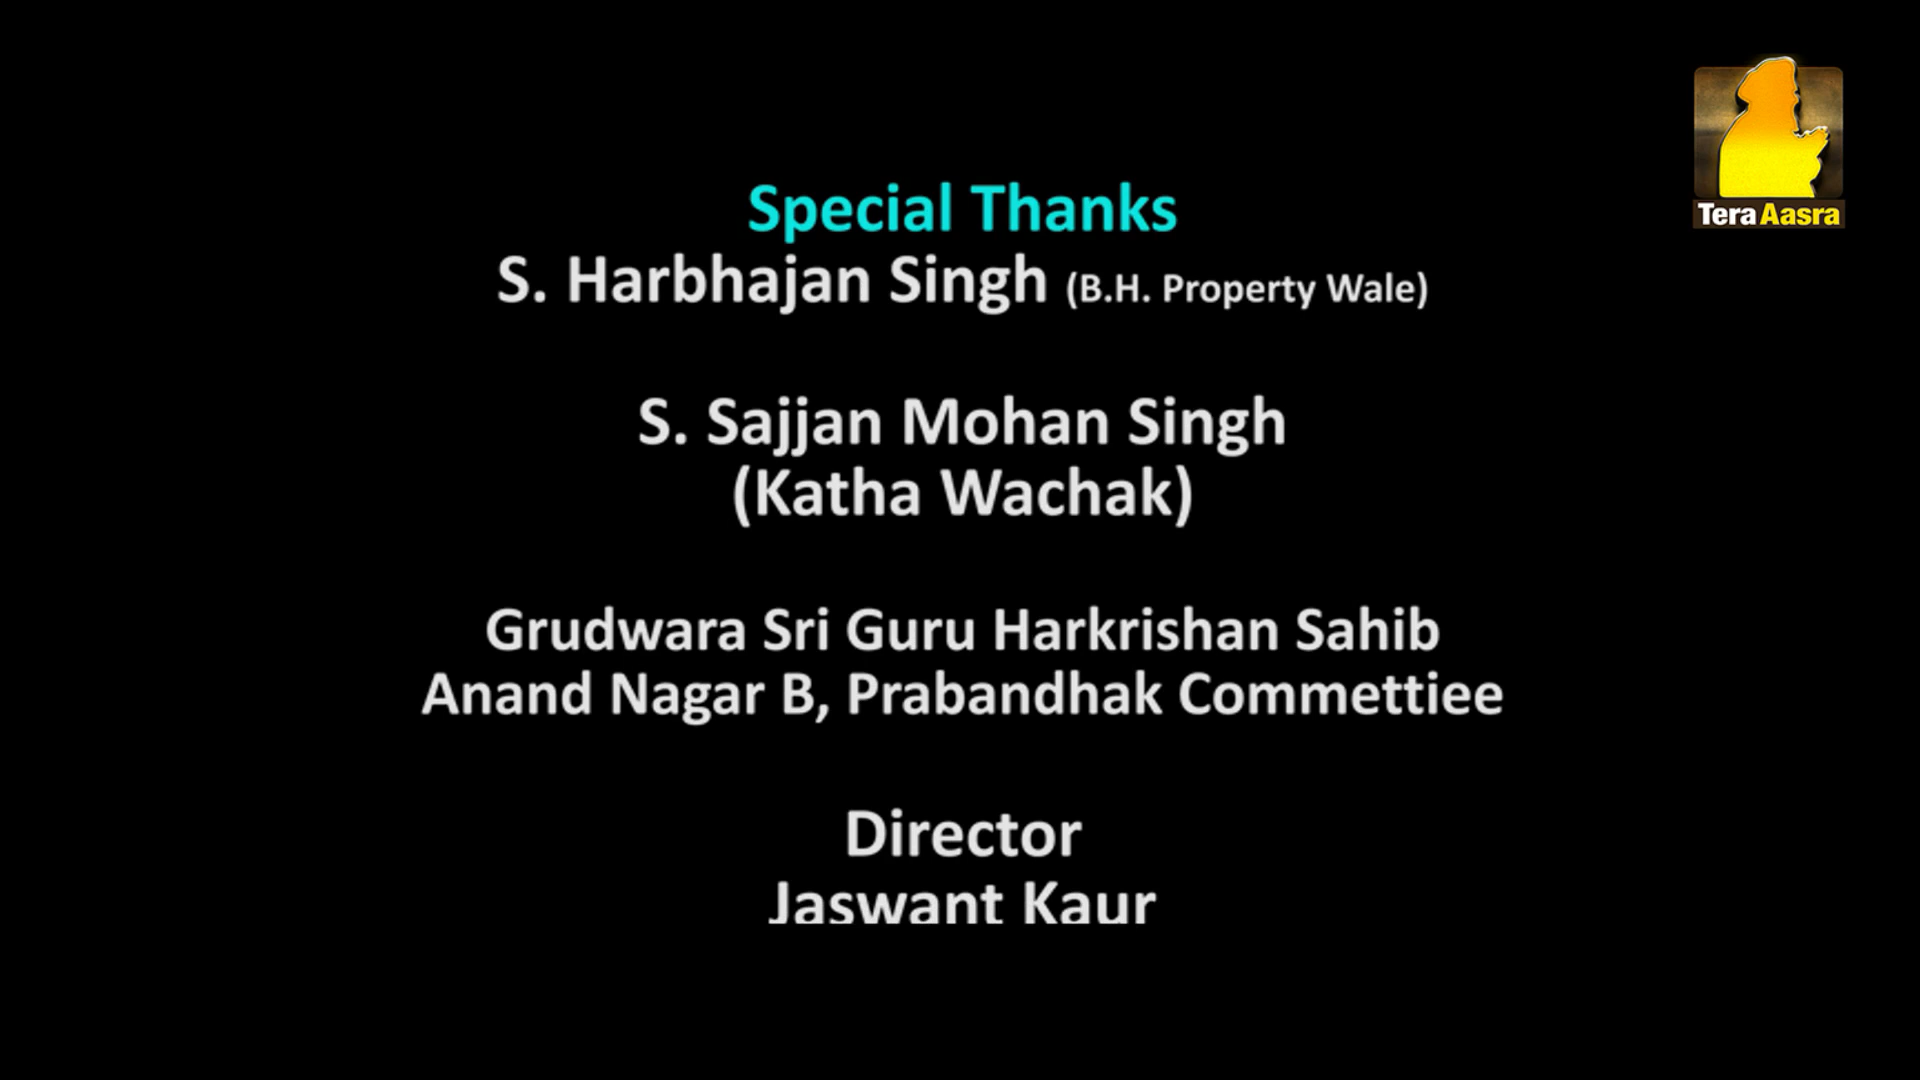 Special Thanks
S. Harbhajan Singh (B.H. Property Wale)
S. Sajjan Mohan Singh
(Katha Wachak)
Grudwara Sri Guru Harkrishan Sahib
Anand Nagar B, Prabandhak Commettiee
Director
Jaswant Kaur
Tera Aasra